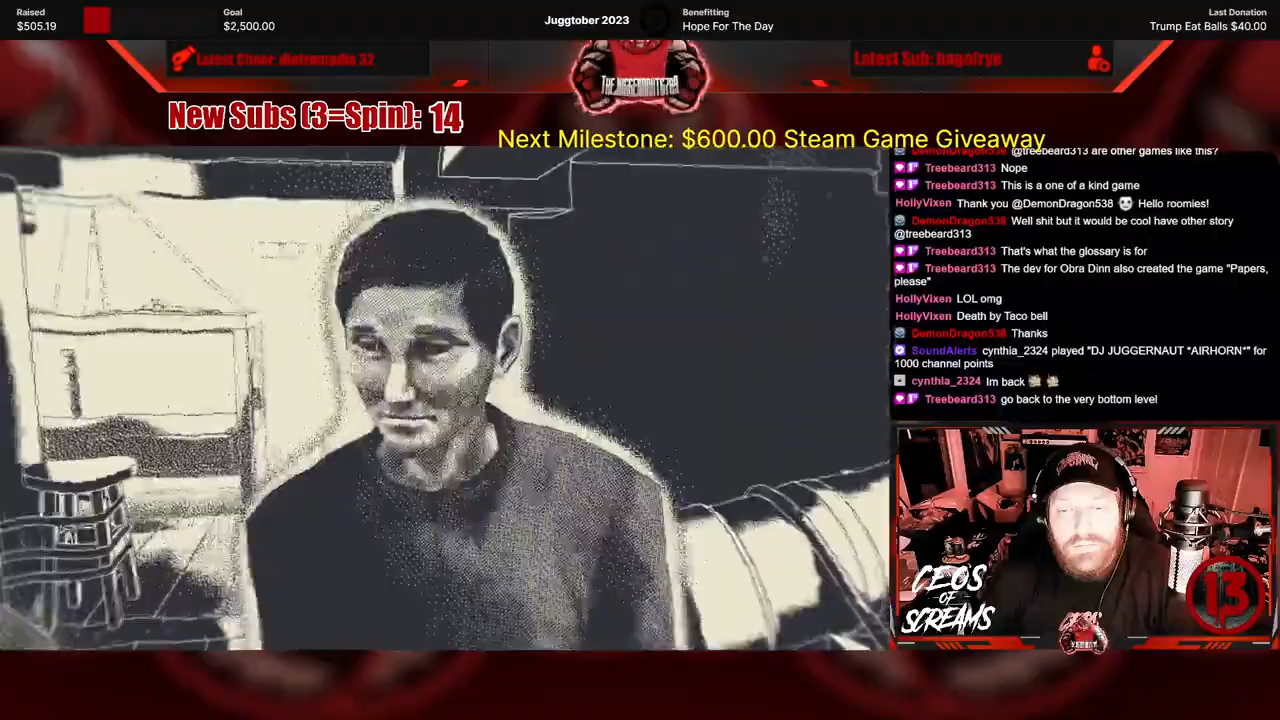 Raised
$505.19
Goal
$2,500.00
Juggtober 2023
Benefitting
Hope For The Day
Last Donation
Trump Eat Balls $40.00
Latest Cheer: dietromadia 32
THEJUGGERNAUT6789
Latest Sub: bagofrye
New Subs (3=Spin): 14
Next Milestone: $600.00 Steam Game Giveaway
DemonDragon538 @treebeard313 are other games like this?
Treebeard313 Nope
Treebeard313 This is a one of a kind game
HollyVixen Thank you @DemonDragon538 Hello roomies!
DemonDragon538 Well shit but it would be cool have other story
@treebeard313
Treebeard313 That's what the glossary is for
Treebeard313 The dev for Obra Dinn also created the game "Papers,
please"
HollyVixen LOL omg
HollyVixen Death by Taco bell
DemonDragon538 Thanks
SoundAlerts cynthia_2324 played "DJ JUGGERNAUT *AIRHORN*" for
1000 channel points
cynthia_2324 Im back
Treebeard313 go back to the very bottom level
CEOS
OF
SCREAMS
13